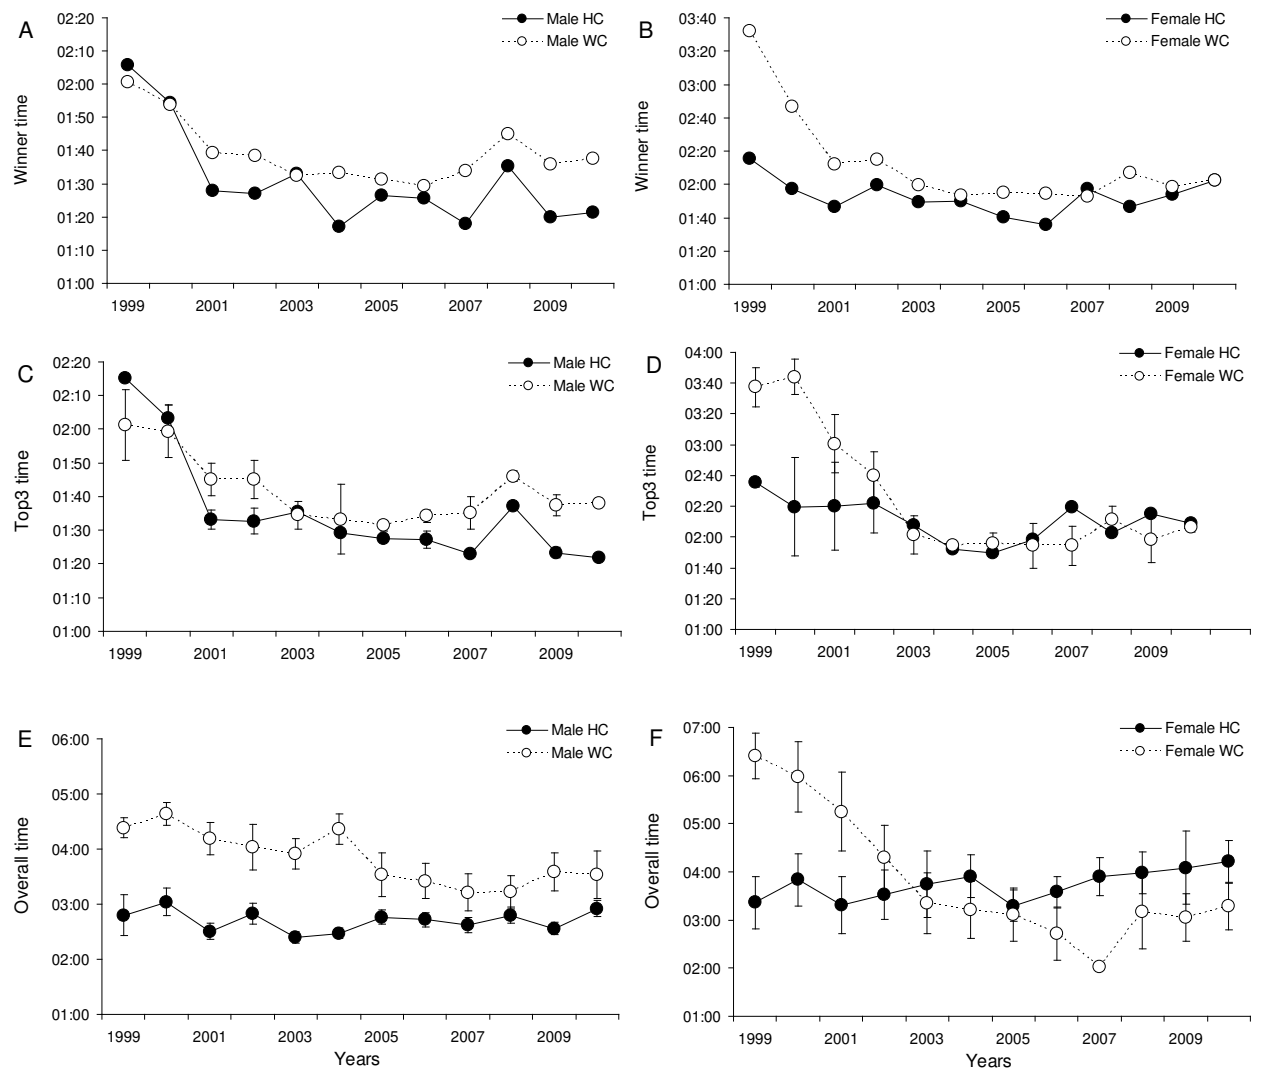 A
Winner time
02:20
02:10
02:00
01:50
01:40
01:30
01:20
01:10
01:00
1999 2001 2003 2005 2007 2009
Male HC
Male WC
B
Winner time
03:40
03:20
03:00
02:40
02:20
02:00
01:40
01:20
01:00
1999 2001 2003 2005 2007 2009
Female HC
Female WC
C
Top3 time
02:20
02:10
02:00
01:50
01:40
01:30
01:20
01:10
01:00
1999 2001 2003 2005 2007 2009
Male HC
Male WC
D
Top3 time
04:00
03:40
03:20
03:00
02:40
02:20
02:00
01:40
01:20
01:00
1999 2001 2003 2005 2007 2009
Female HC
Female WC
E
Overall time
06:00
05:00
04:00
03:00
02:00
01:00
1999 2001 2003 2005 2007 2009
Years
Male HC
Male WC
F
Overall time
07:00
06:00
05:00
04:00
03:00
02:00
01:00
1999 2001 2003 2005 2007 2009
Years
Female HC
Female WC